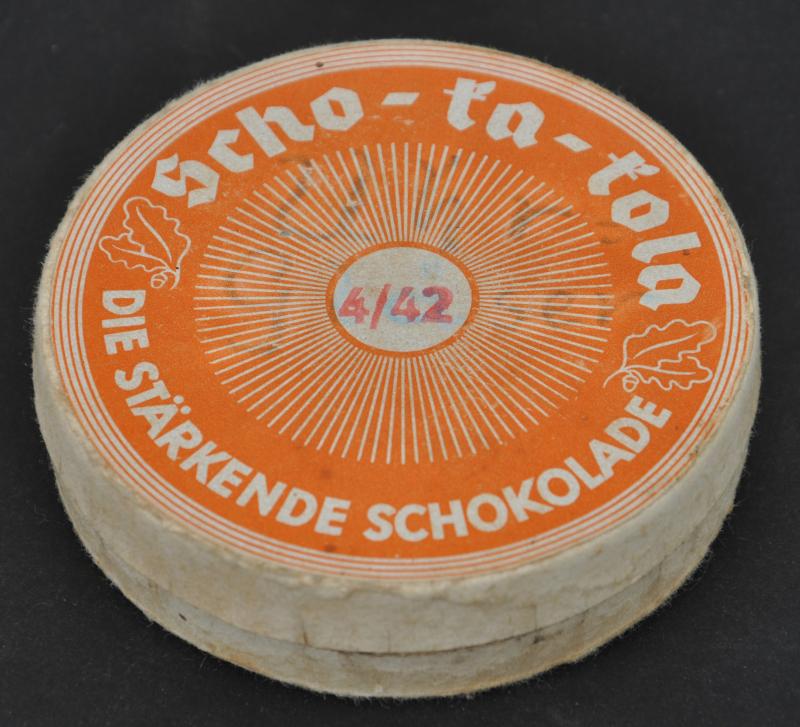 Scho-ka-kola
4/42
DIE STÄRKENDE SCHOKOLADE